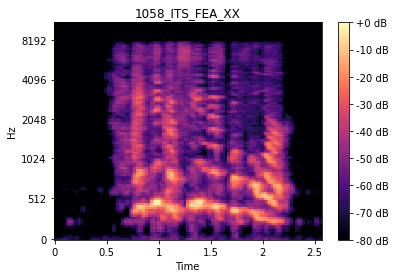 1058_ITS_FEA_XX
+0 dB
8192
-10 dB
4096
-20 dB
-30 dB
2048
Hz
-40 dB
1024
-50 dB
512
-60 dB
-70 dB
0
-80 dB
0
0.5
1
1.5
2
2.5
Time